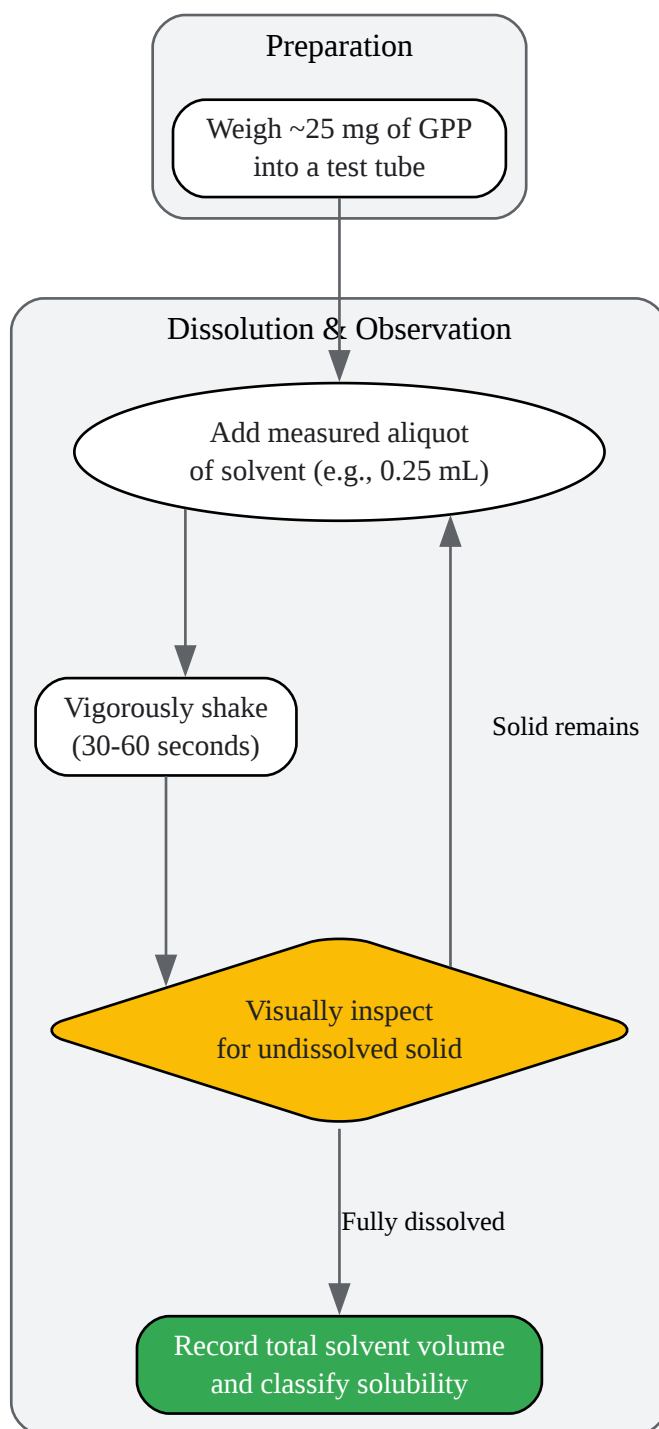 Preparation
Weigh ~25 mg of GPP
into a test tube
Dissolution & Observation
Add measured aliquot
of solvent (e.g., 0.25 mL)
Vigorously shake
(30-60 seconds)
Solid remains
Visually inspect
for undissolved solid
Fully dissolved
Record total solvent volume
and classify solubility